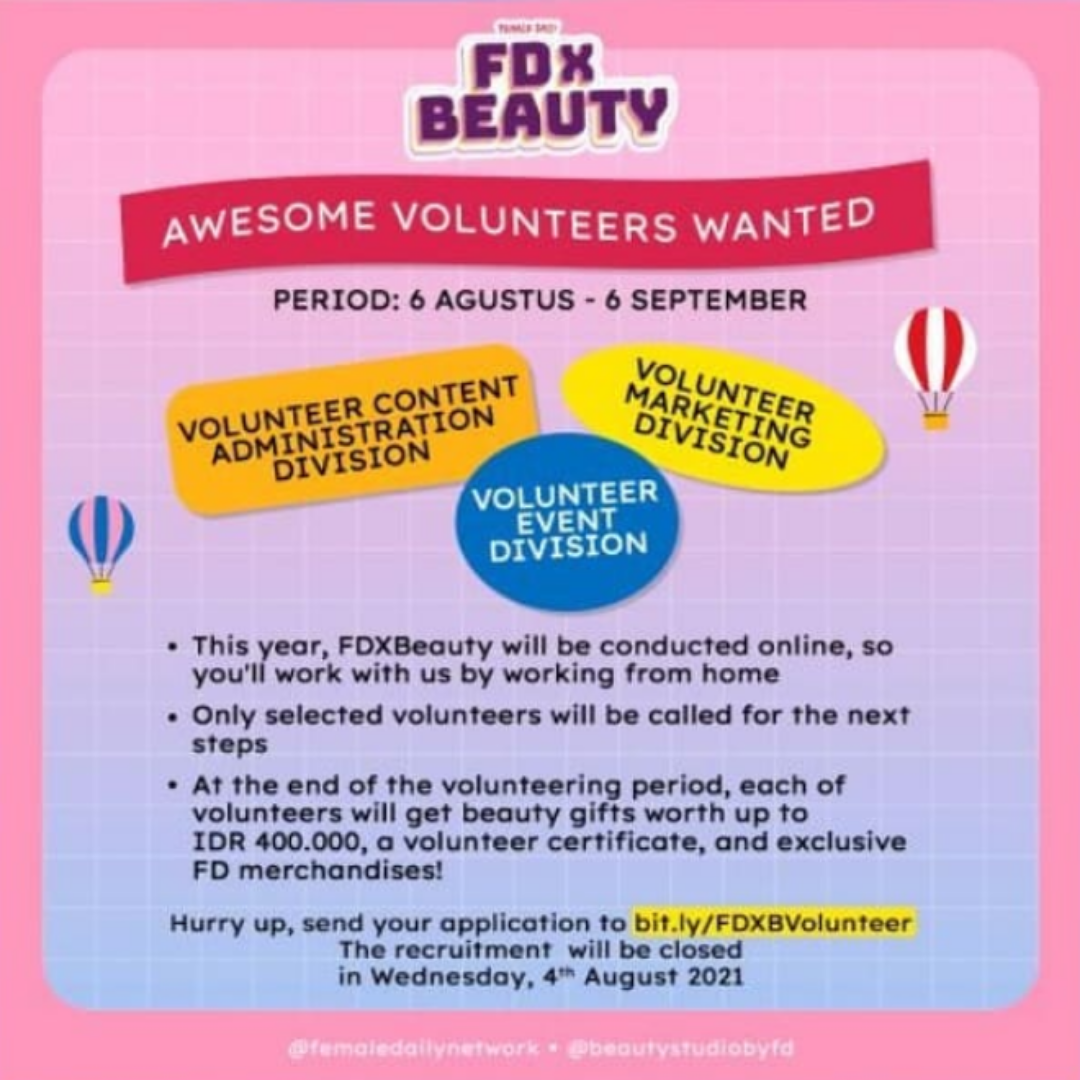 FEMALE DAILY
FDX
BEAUTY
AWESOME VOLUNTEERS WANTED
PERIOD: 6 AGUSTUS - 6 SEPTEMBER
VOLUNTEER CONTENT
ADMINISTRATION
DIVISION
VOLUNTEER
MARKETING
DIVISION
VOLUNTEER
EVENT
DIVISION
• This year, FDXBeauty will be conducted online, so
you'll work with us by working from home
• Only selected volunteers will be called for the next
steps
• At the end of the volunteering period, each of
volunteers will get beauty gifts worth up to
IDR 400.000, a volunteer certificate, and exclusive
FD merchandises!
Hurry up, send your application to bit.ly/FDXBVolunteer
The recruitment will be closed
in Wednesday, 4th August 2021
@femaledailynetwork • @beautystudiobyfd